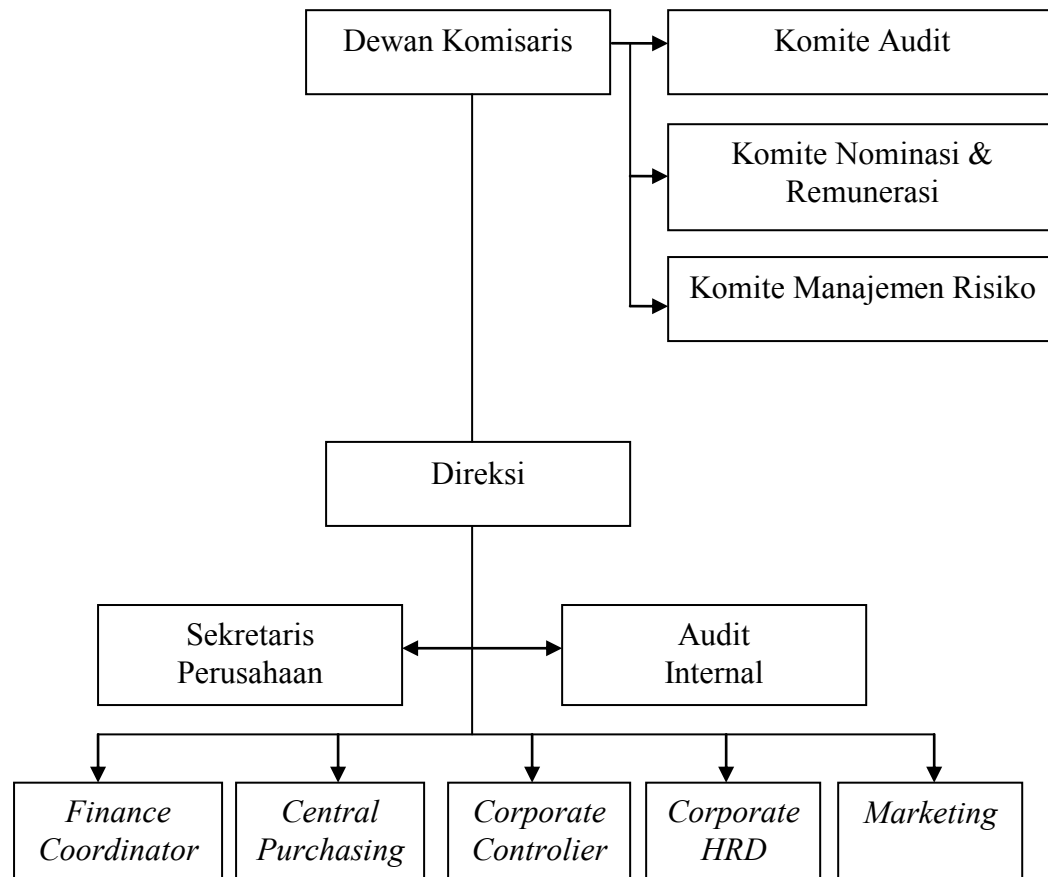 Dewan Komisaris
Komite Audit
Komite Nominasi &
Remunerasi
Komite Manajemen Risiko
Direksi
Sekretaris
Perusahaan
Audit
Internal
Finance
Coordinator
Central
Purchasing
Corporate
Controlier
Corporate
HRD
Marketing